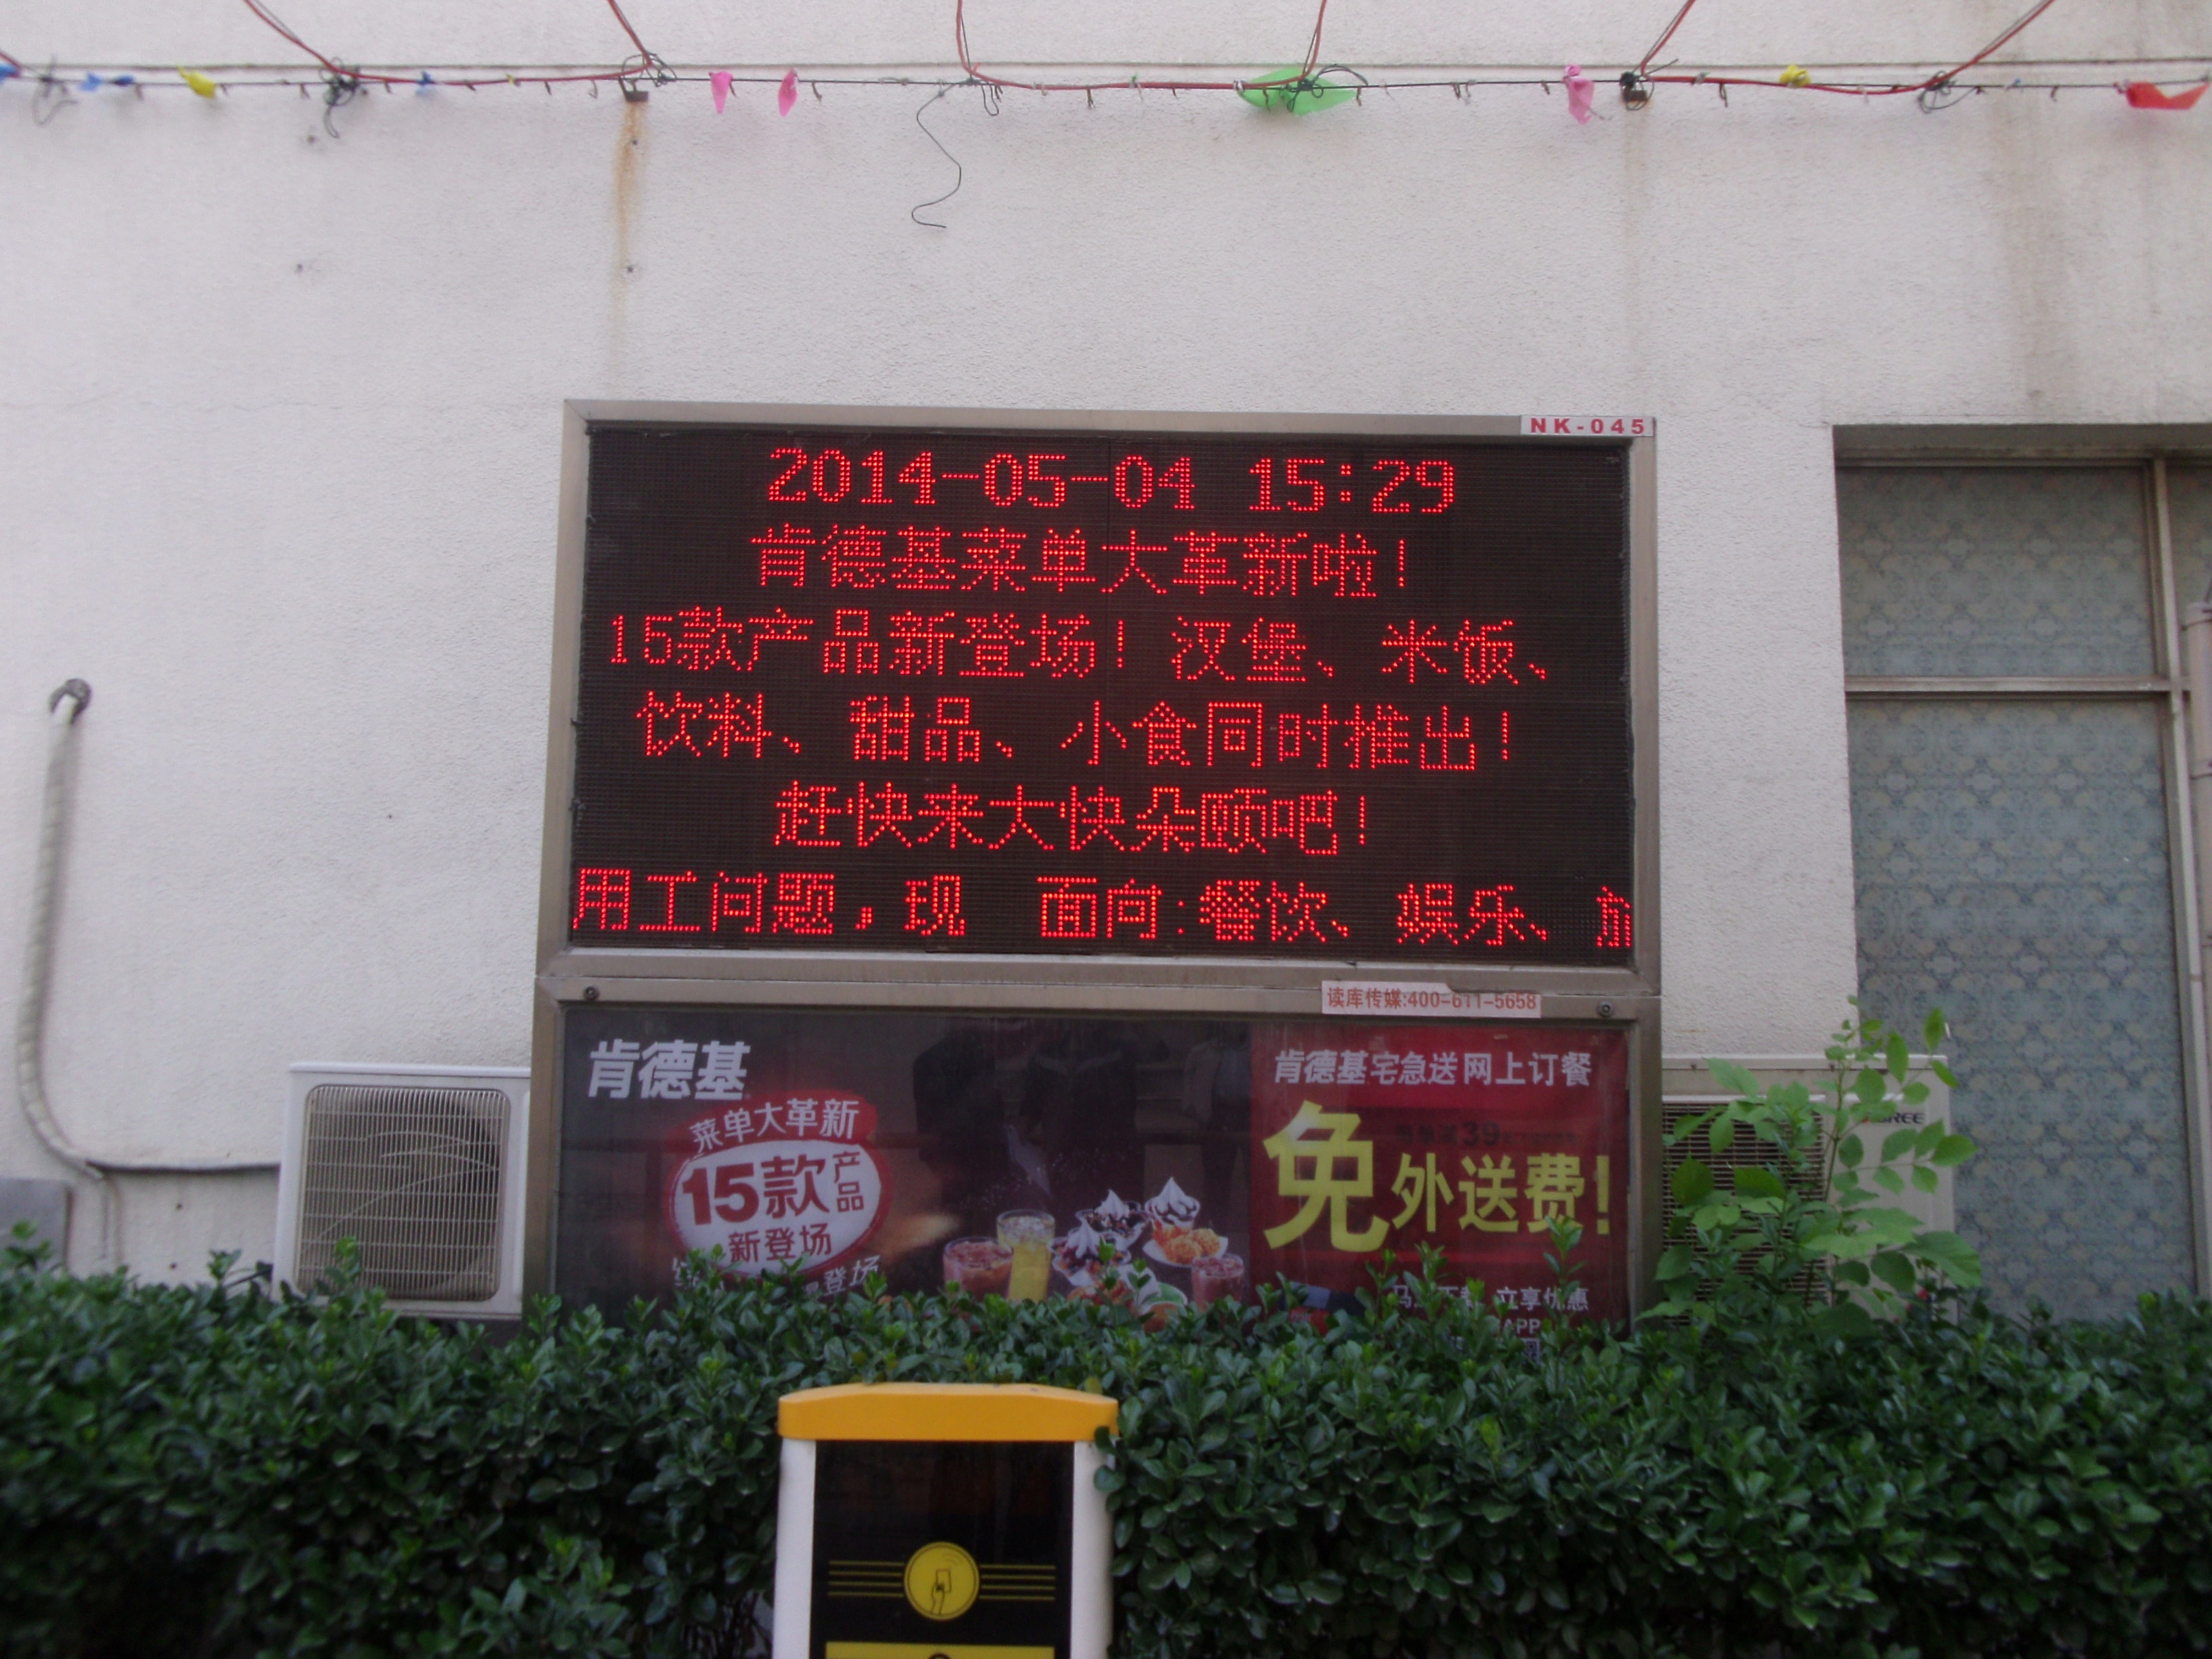 NK-045
2014-05-04 15:29
肯德基菜单大革新啦!
15款产品新登场!汉堡、米饭、
饮料、甜品、小食同时推出!
赶快来大快朵颐吧!
用工问题,现 面向:餐饮、娱乐、
读库传媒:400-611-5658
肯德基
菜单大革新
15款产品
新登场
登场
肯德基宅急送 网上订餐
39
免外送费!
立享优惠
APP
GREE